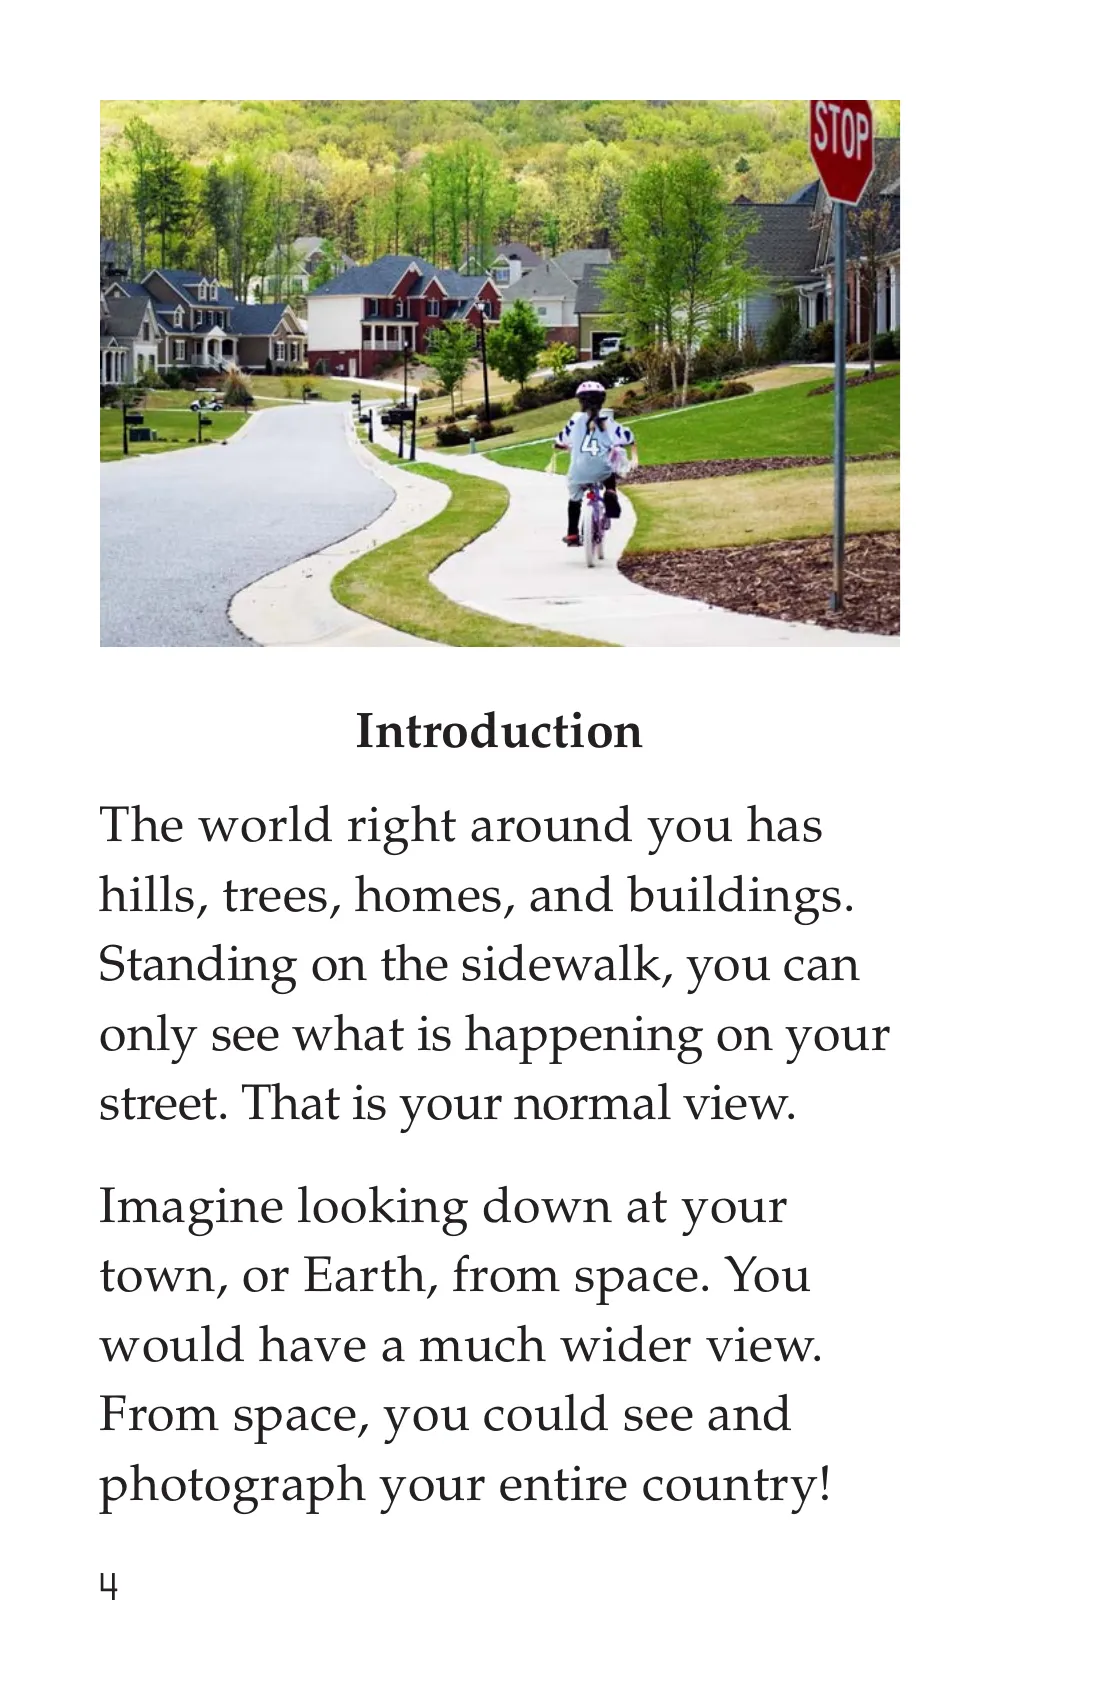 STOP
4
Introduction
The world right around you has
hills, trees, homes, and buildings.
Standing on the sidewalk, you can
only see what is happening on your
street. That is your normal view.
Imagine looking down at your
town, or Earth, from space. You
would have a much wider view.
From space, you could see and
photograph your entire country!
4